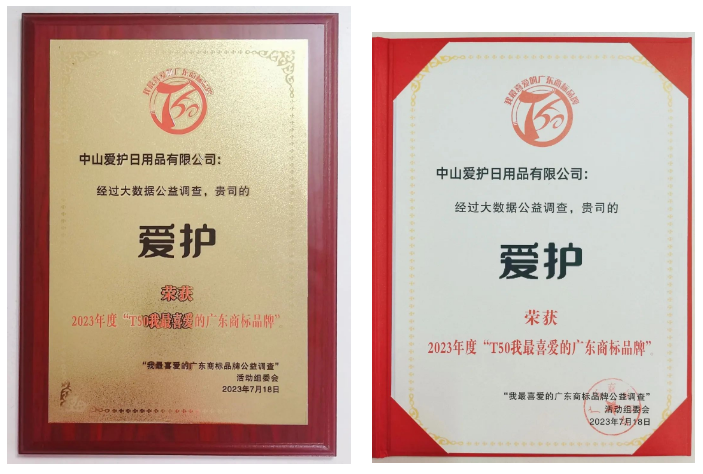 我最喜爱的广东商标品牌
T50
中山爱护日用品有限公司：
经过大数据公益调查，贵司的
爱护
荣获
2023年度“T50我最喜爱的广东商标品牌”
“我最喜爱的广东商标品牌公益调查”
活动组委会
2023年7月18日
我最喜爱的广东商标品牌
T50
中山爱护日用品有限公司：
经过大数据公益调查，贵司的
爱护
荣获
2023年度“T50我最喜爱的广东商标品牌”
“我最喜爱的广东商标品牌公益调查”
活动组委会
2023年7月18日